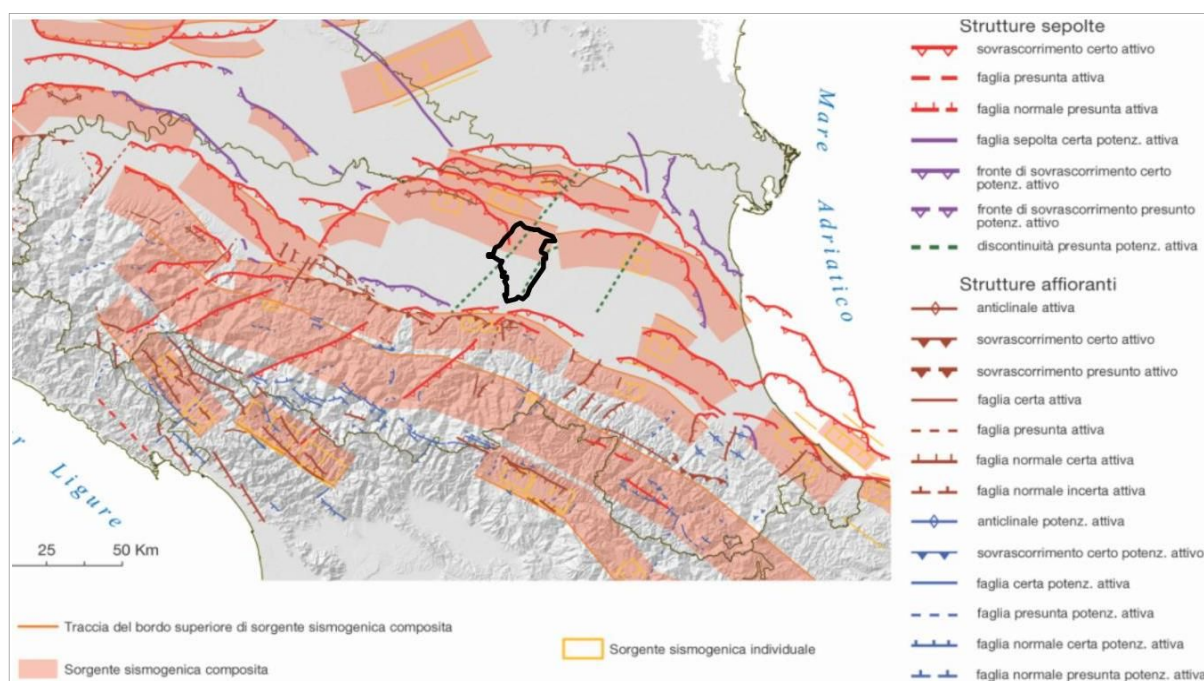 Strutture sepolte
sovrascorrimento certo attivo
faglia presunta attiva
faglia normale presunta attiva
faglia sepolta certa potenz. attiva
fronte di sovrascorrimento certo
potenz. attivo
fronte di sovrascorrimento presunto
potenz. attivo
discontinuità presunta potenz. attiva
Strutture affioranti
anticlinale attiva
sovrascorrimento certo attivo
sovrascorrimento presunto attivo
faglia certa attiva
faglia presunta attiva
faglia normale certa attiva
faglia normale incerta attiva
anticlinale potenz. attiva
sovrascorrimento certo potenz. attivo
faglia certa potenz. attiva
faglia presunta potenz. attiva
faglia normale certa potenz. attiva
faglia normale presunta potenz. attiva
Mare Adriatico
Ligure
25 50 Km
Traccia del bordo superiore di sorgente sismogenica composita
Sorgente sismogenica composita
Sorgente sismogenica individuale